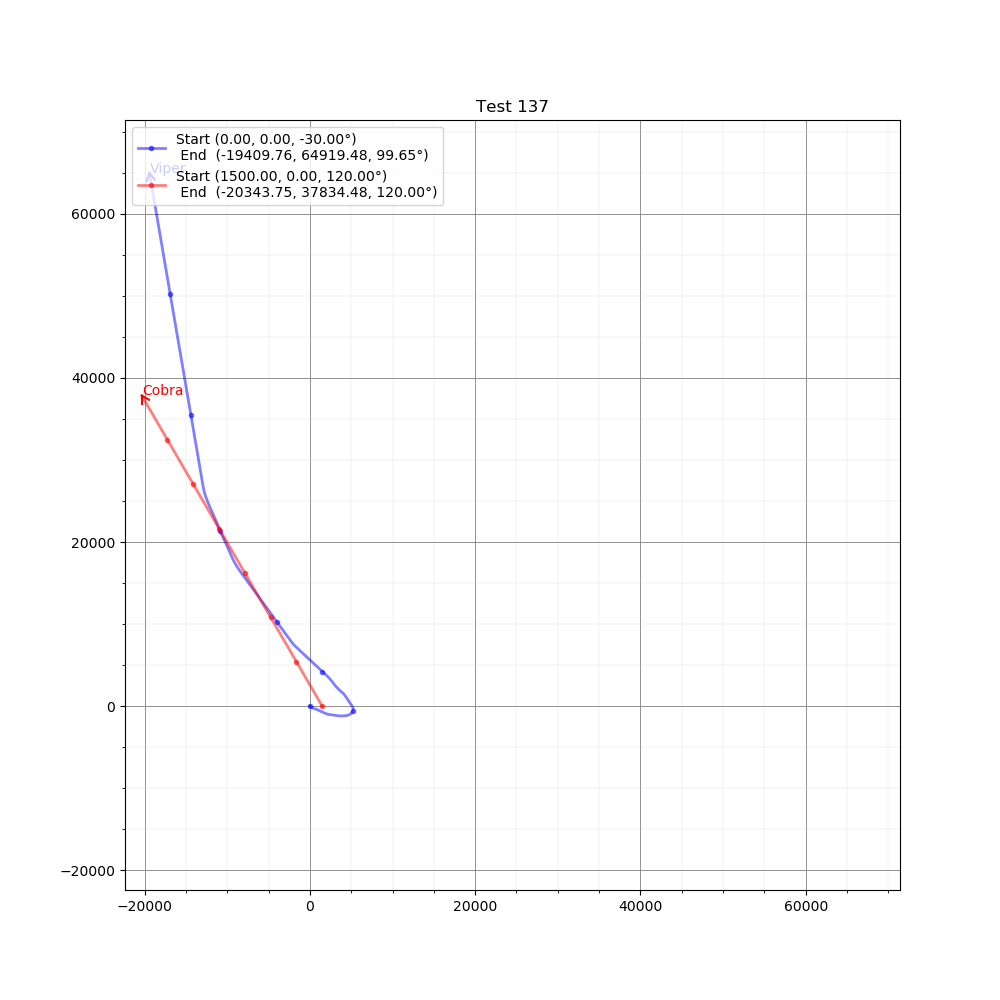 Test 137
Start (0.00, 0.00, -30.00°)
End (-19409.76, 64919.48, 99.65°)
Viper
Start (1500.00, 0.00, 120.00°)
End (-20343.75, 37834.48, 120.00°)
60000
40000
Cobra
20000
0
−20000
−20000 0 20000 40000 60000